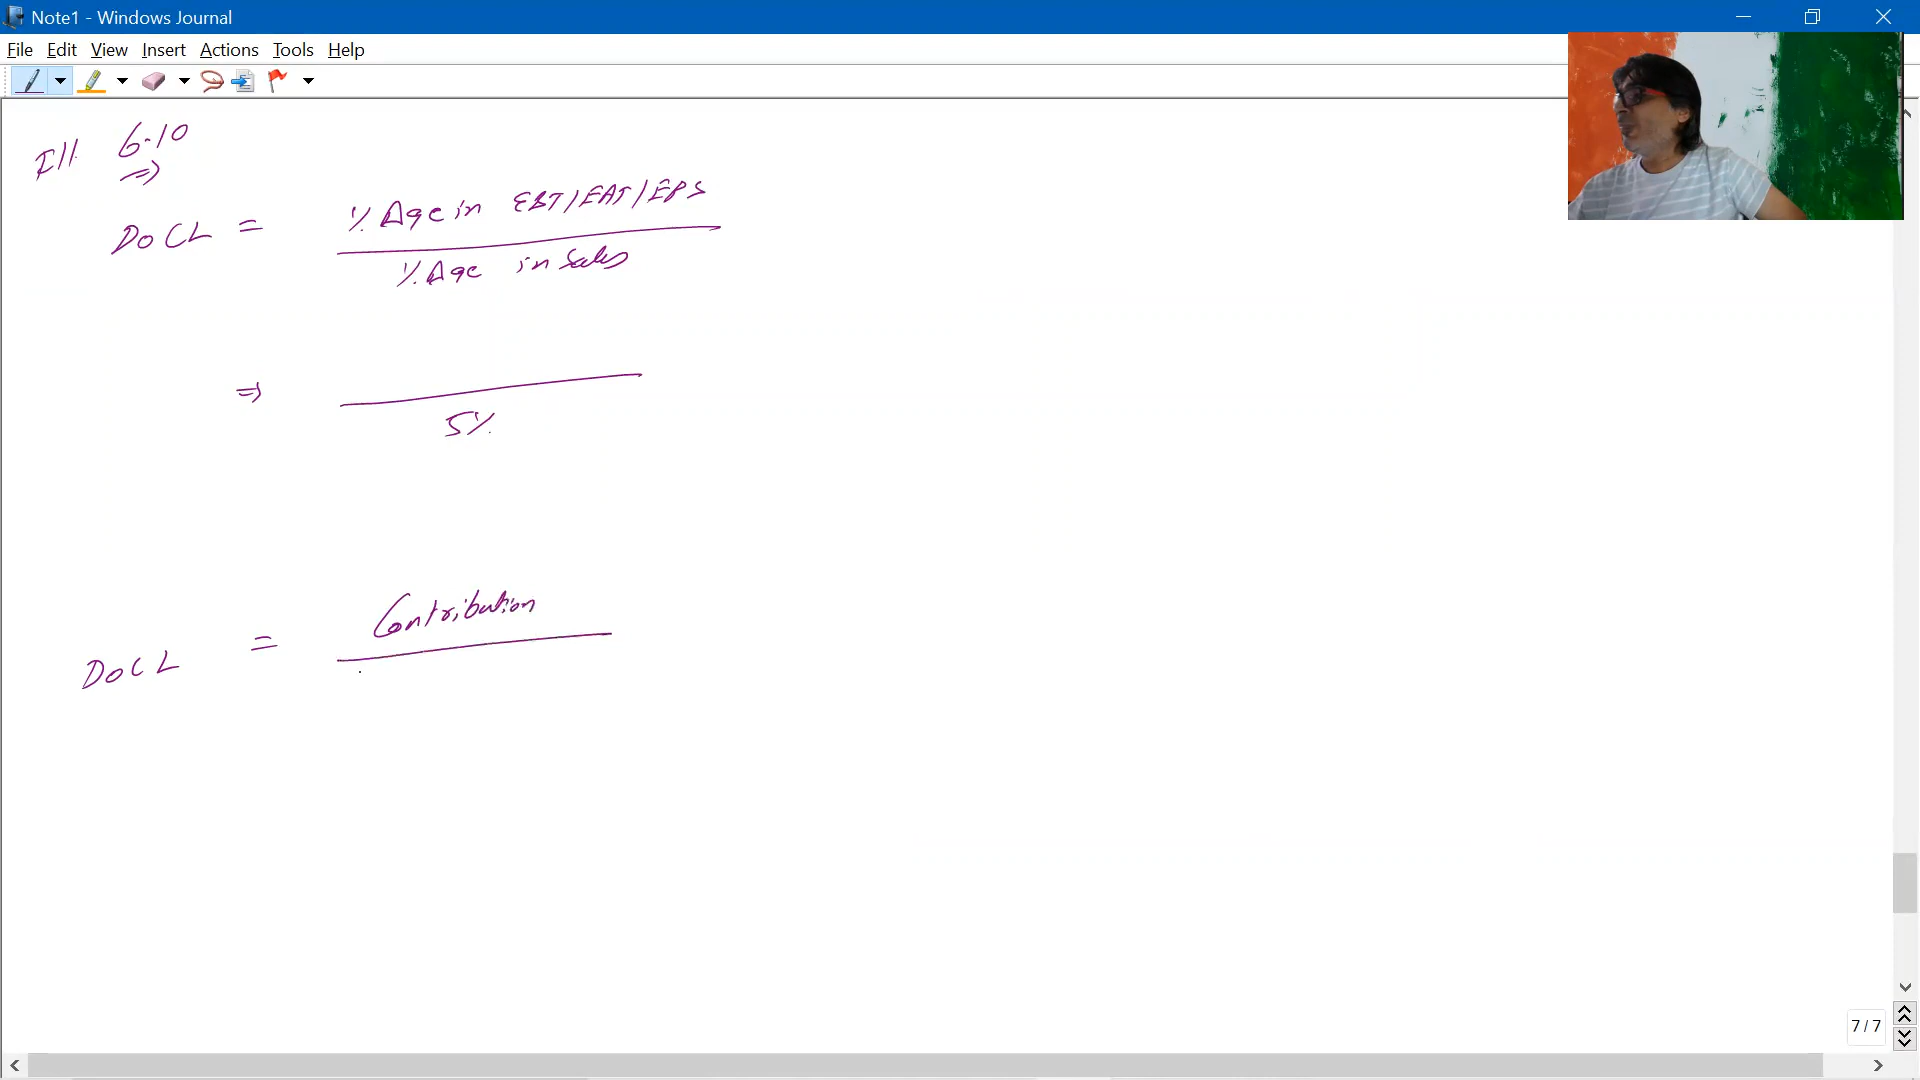 Note1 - Windows Journal
File Edit View Insert Actions Tools Help
Ill 6.10
⇒
DOCL = % Age in EBT/EAT/EPS
% Age in Sales
⇒
5%
DOCL = Contribution
7 / 7